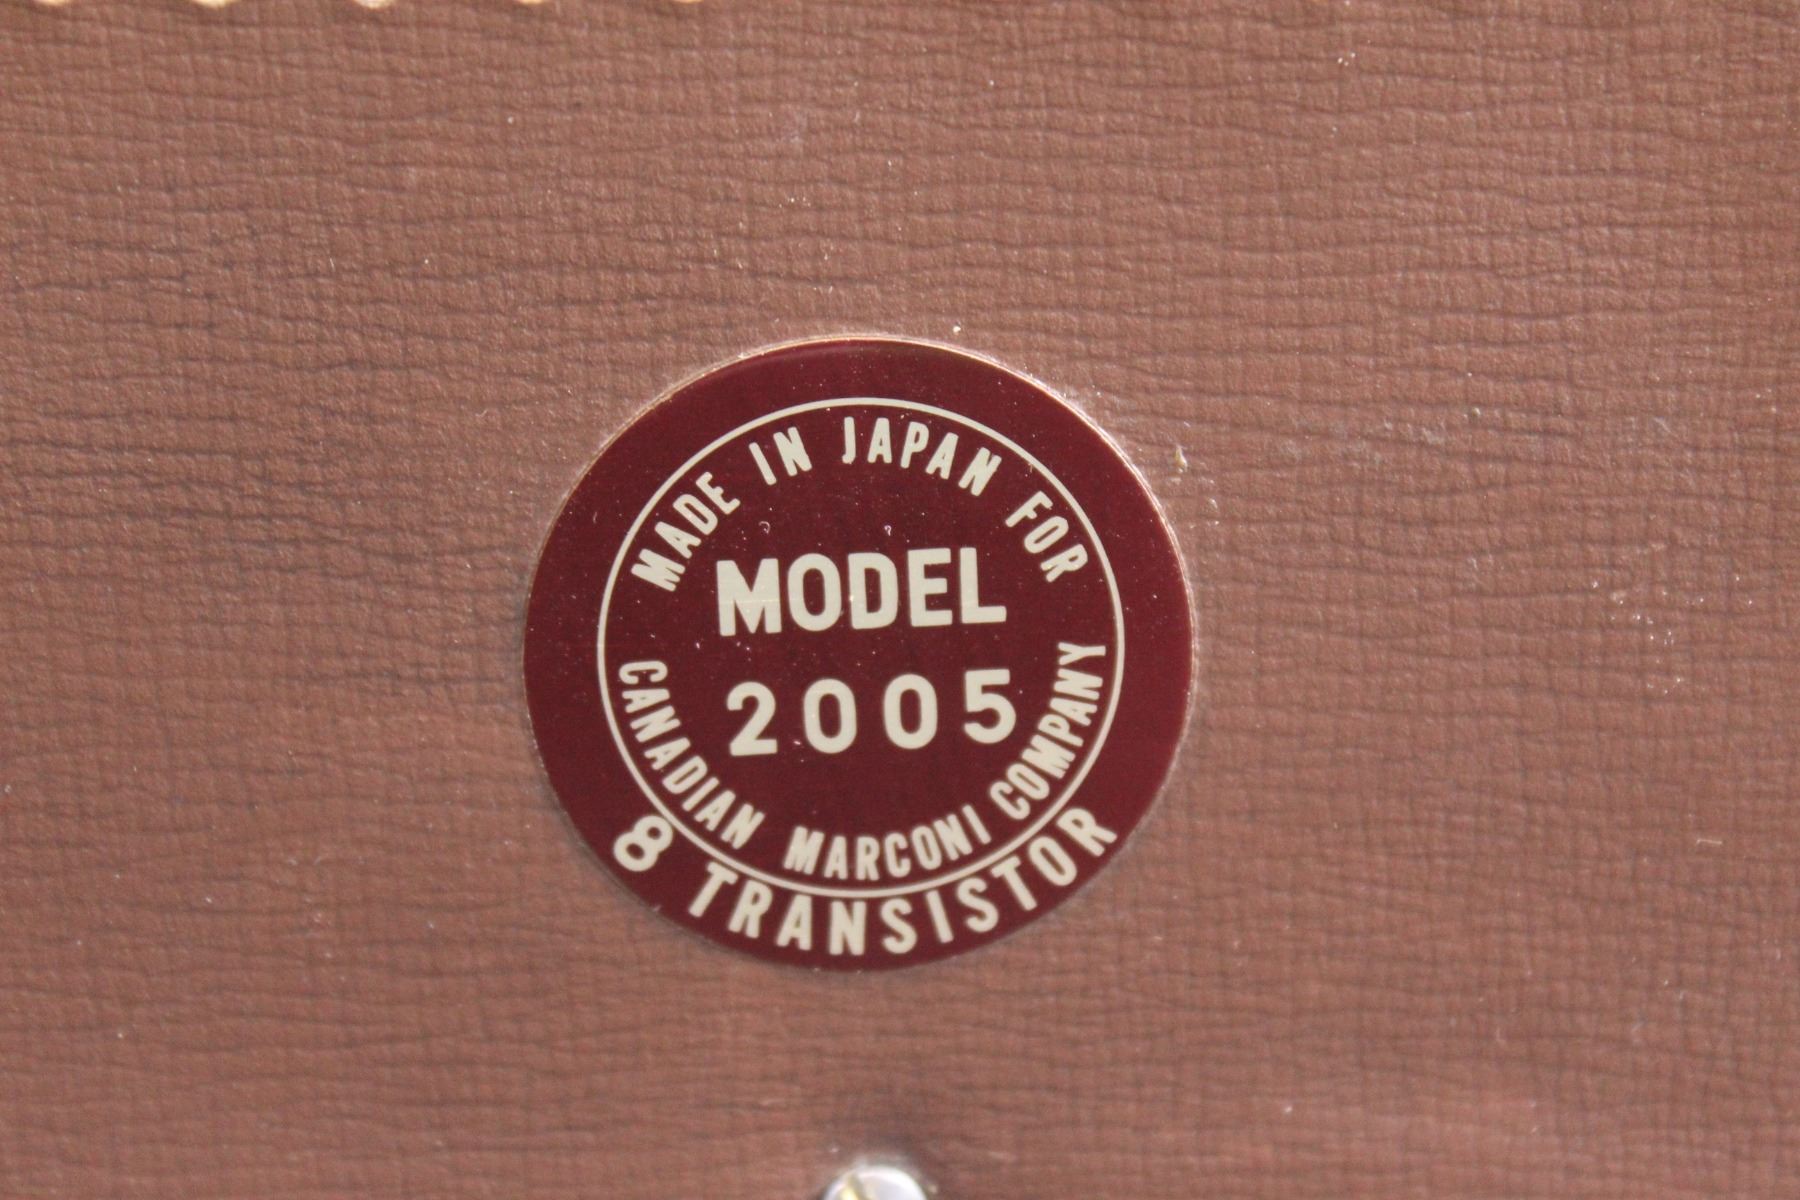 MADE IN JAPAN FOR
MODEL
2005
CANADIAN MARCONI COMPANY
8 TRANSISTOR